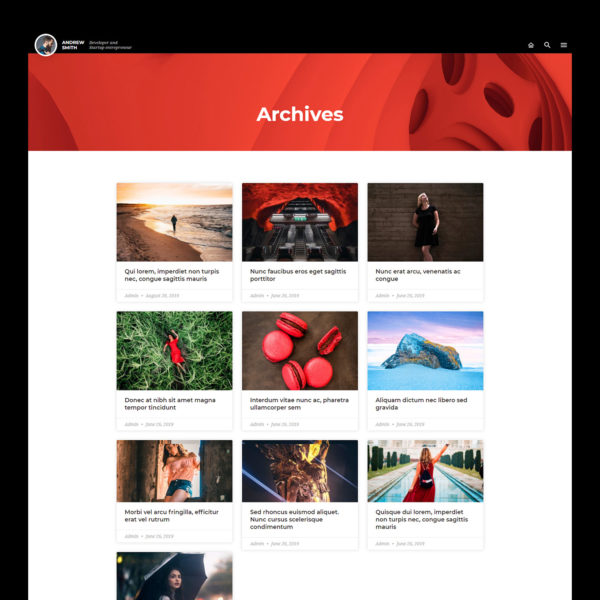 ANDREW
SMITH
Developer and
Startup entrepreneur
Archives
Qui lorem, imperdiet non turpis
nec, congue sagittis mauris
Admin • August 28, 2019
Nunc faucibus eros eget sagittis
porttitor
Admin • June 26, 2019
Nunc erat arcu, venenatis ac
congue
Admin • June 26, 2019
Donec at nibh sit amet magna
tempor tincidunt
Admin • June 26, 2019
Interdum vitae nunc ac, pharetra
ullamcorper sem
Admin • June 26, 2019
Aliquam dictum nec libero sed
gravida
Admin • June 26, 2019
Morbi vel arcu fringilla, efficitur
erat vel rutrum
Admin • June 26, 2019
Sed rhoncus euismod aliquet.
Nunc cursus scelerisque
condimentum
Admin • June 26, 2019
Quisque dui lorem, imperdiet
non turpis nec, congue sagittis
mauris
Admin • June 26, 2019